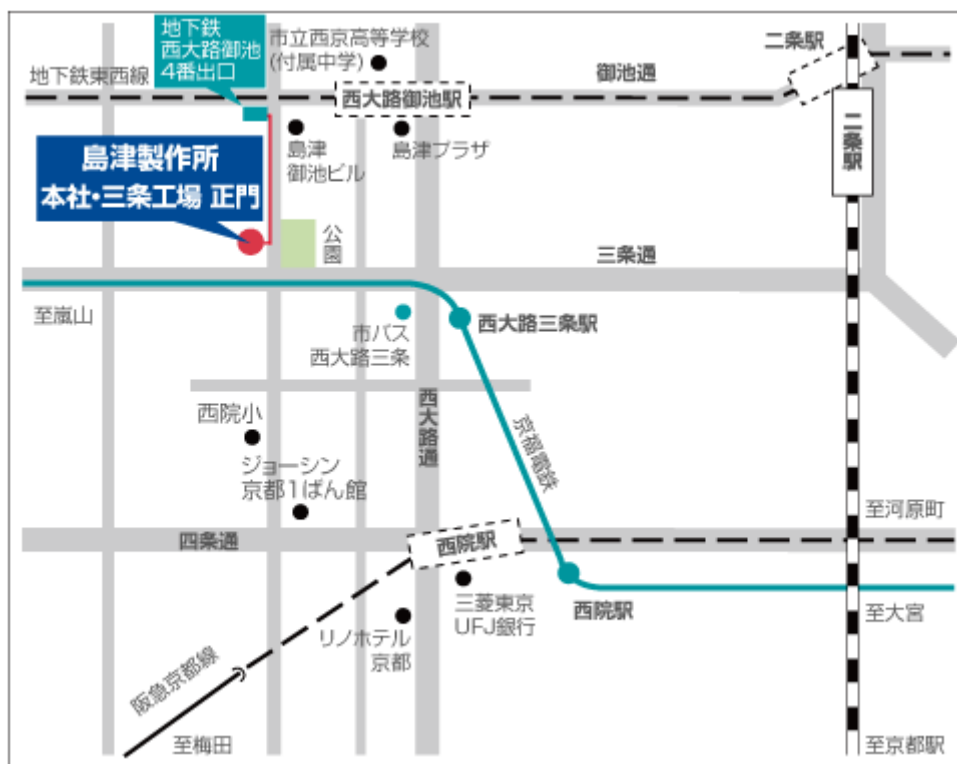 地下鉄
西大路御池
4番出口
市立西京高等学校
(付属中学)
二条駅
地下鉄東西線
御池通
西大路御池駅
二条駅
島津製作所
本社・三条工場 正門
島津
御池ビル
島津プラザ
公園
三条通
至嵐山
市バス
西大路三条
西大路三条駅
西大路通
京福電鉄
西院小
ジョーシン
京都1ばん館
至河原町
四条通
西院駅
三菱東京
UFJ銀行
西院駅
至大宮
リノホテル
京都
阪急京都線
至梅田
至京都駅